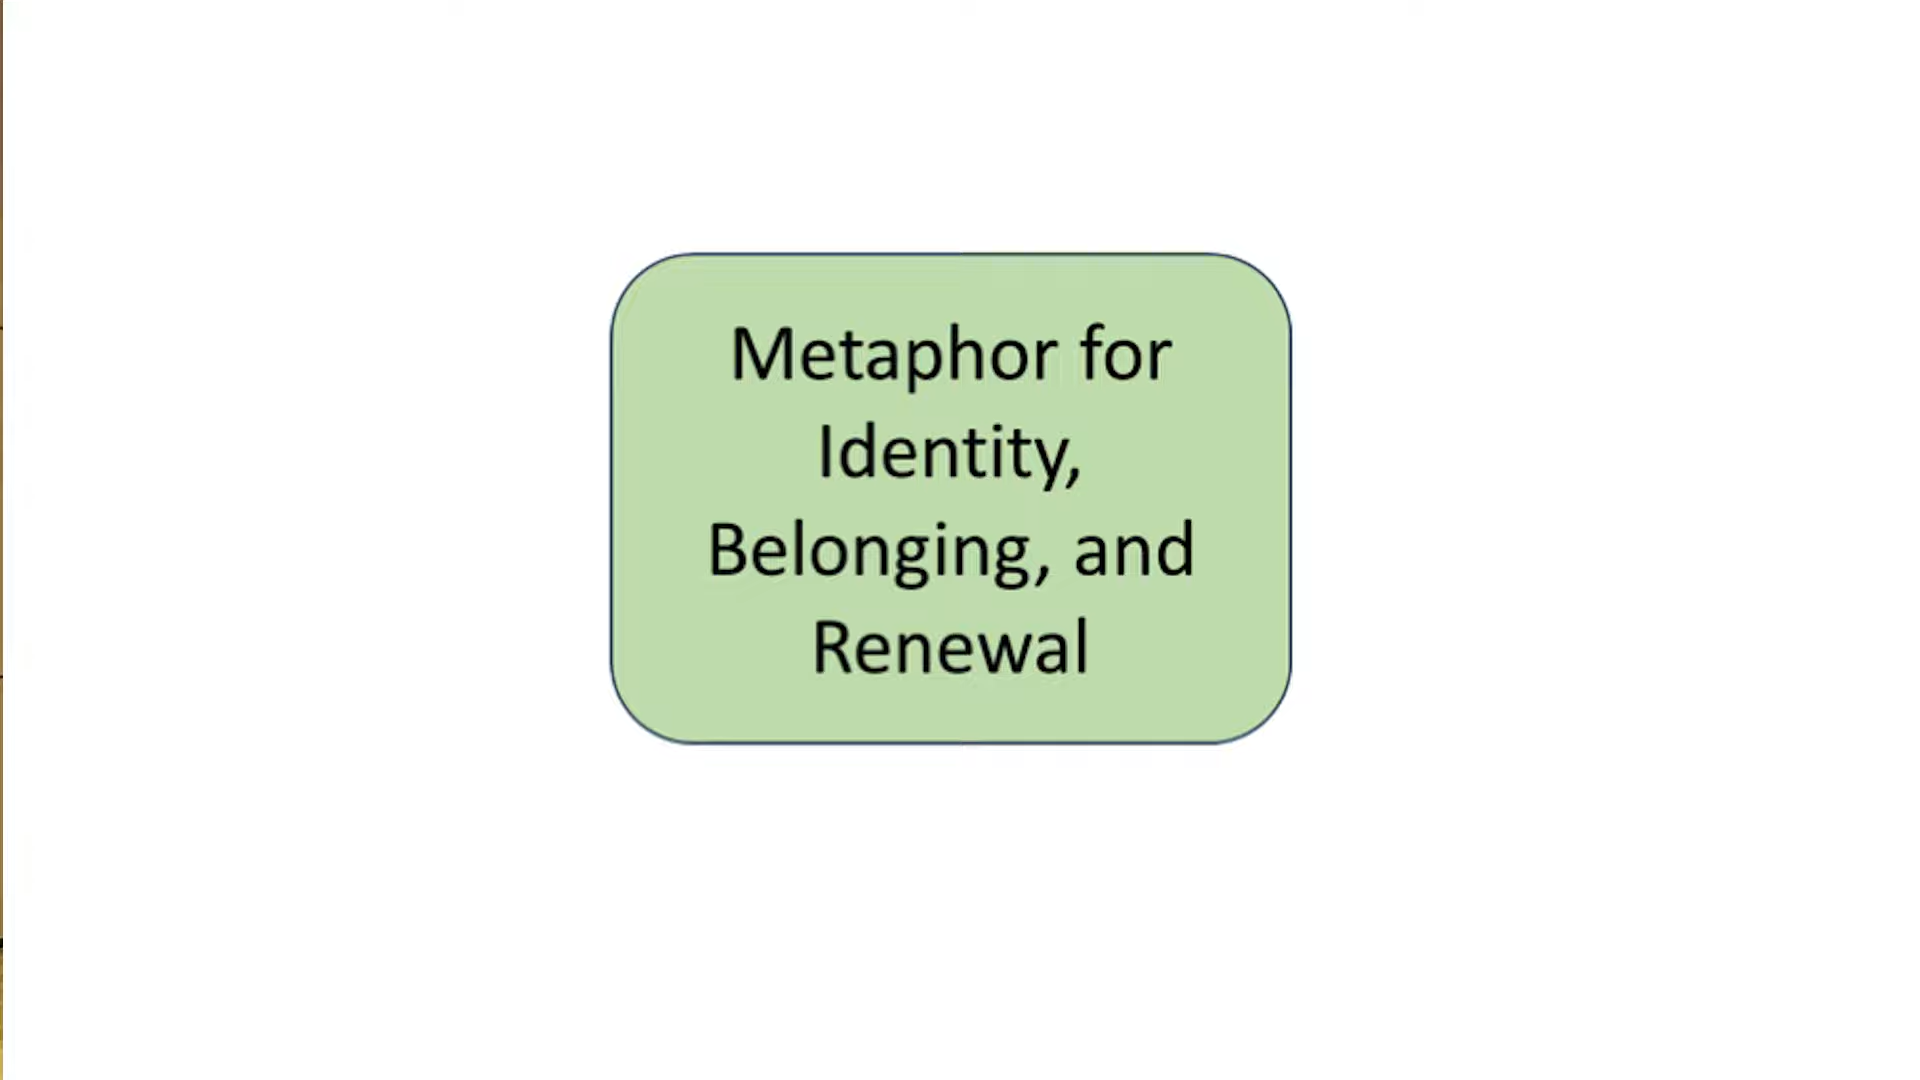 Metaphor for
Identity,
Belonging, and
Renewal